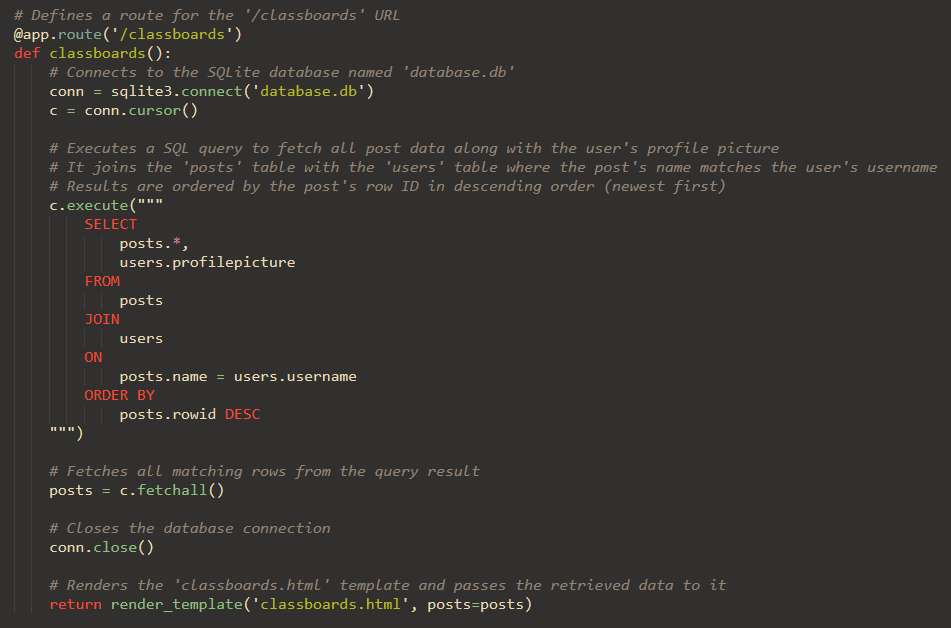 # Defines a route for the '/classboards' URL
@app.route('/classboards')
def classboards():
# Connects to the SQLite database named 'database.db'
conn = sqlite3.connect('database.db')
c = conn.cursor()
# Executes a SQL query to fetch all post data along with the user's profile picture
# It joins the 'posts' table with the 'users' table where the post's name matches the user's username
# Results are ordered by the post's row ID in descending order (newest first)
c.execute("""
SELECT
posts.*,
users.profilepicture
FROM
posts
JOIN
users
ON
posts.name = users.username
ORDER BY
posts.rowid DESC
""")
# Fetches all matching rows from the query result
posts = c.fetchall()
# Closes the database connection
conn.close()
# Renders the 'classboards.html' template and passes the retrieved data to it
return render_template('classboards.html', posts=posts)